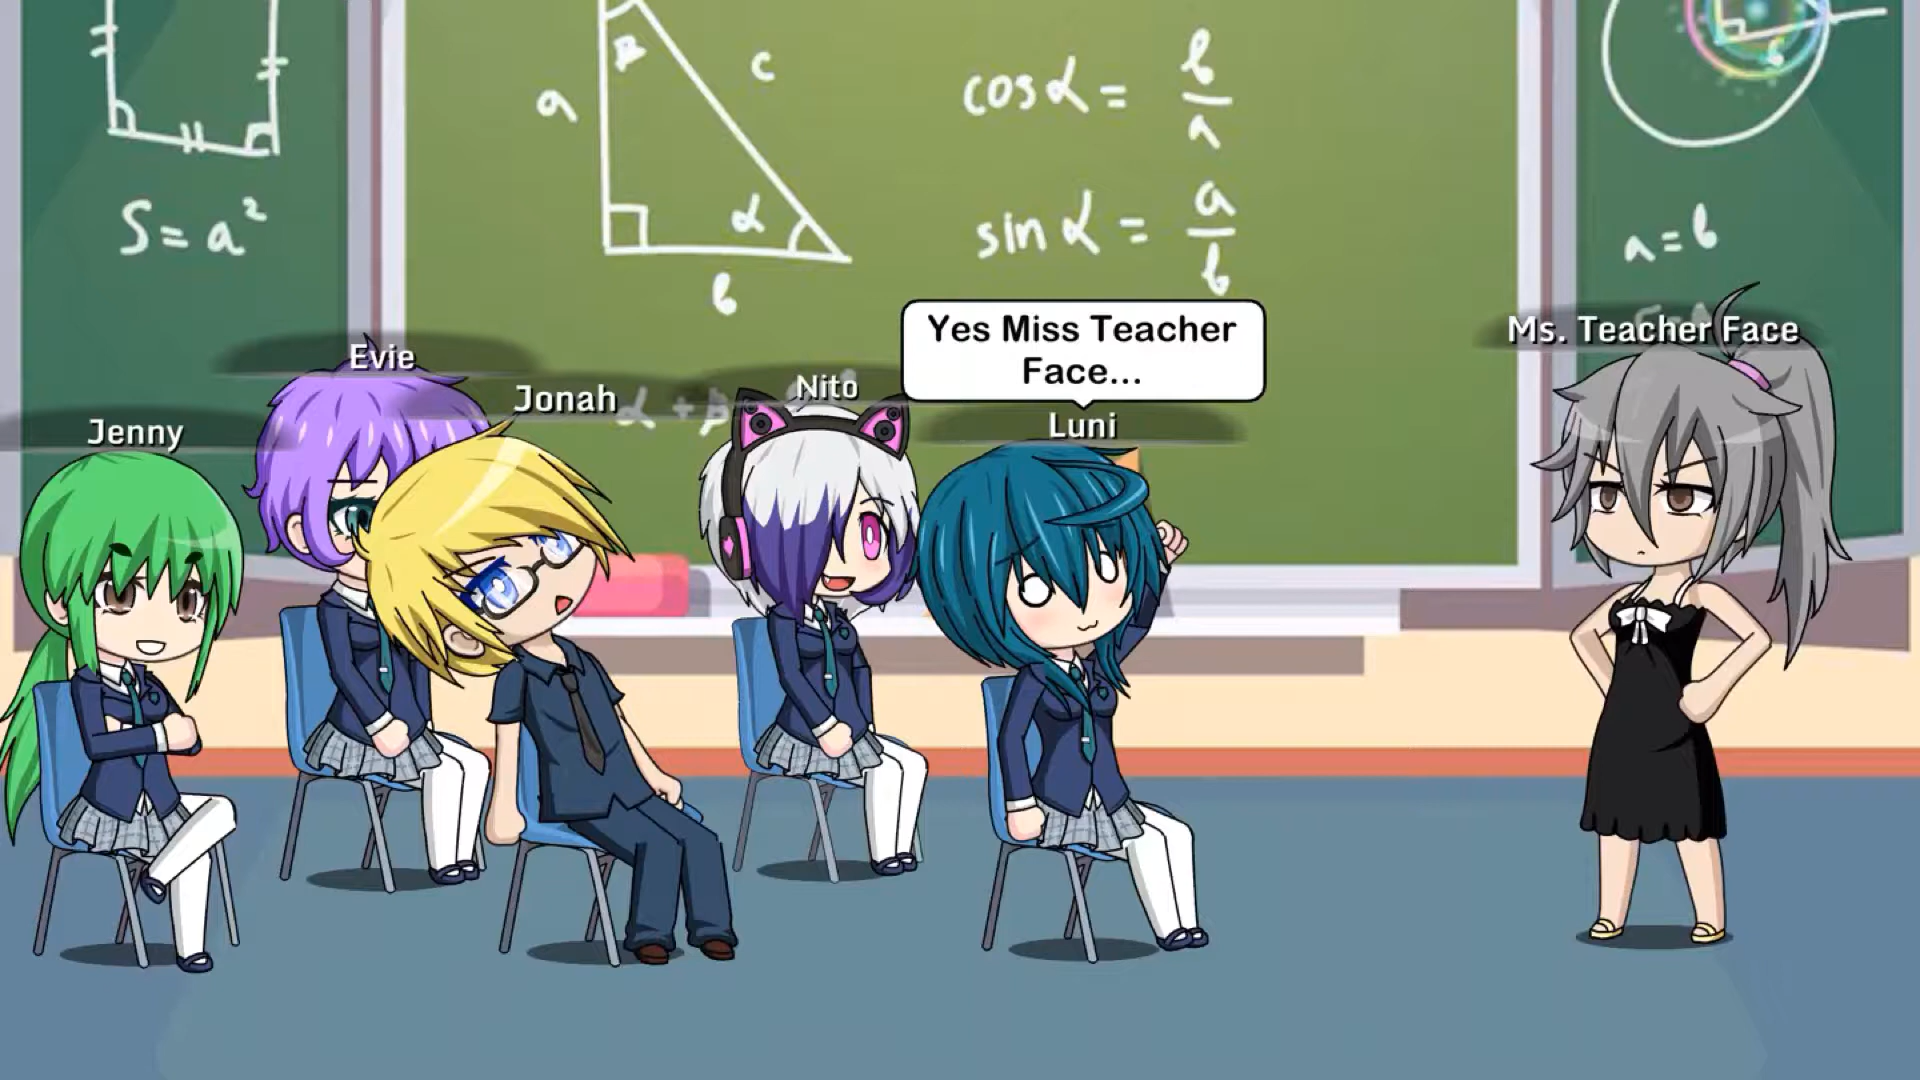 S = a²
a
β
c
α
b
cos α = b
a
sin α = a
b
a = b
Evie
Jonah
Nito
Yes Miss Teacher
Face...
Luni
Ms. Teacher Face
Jenny
α + β